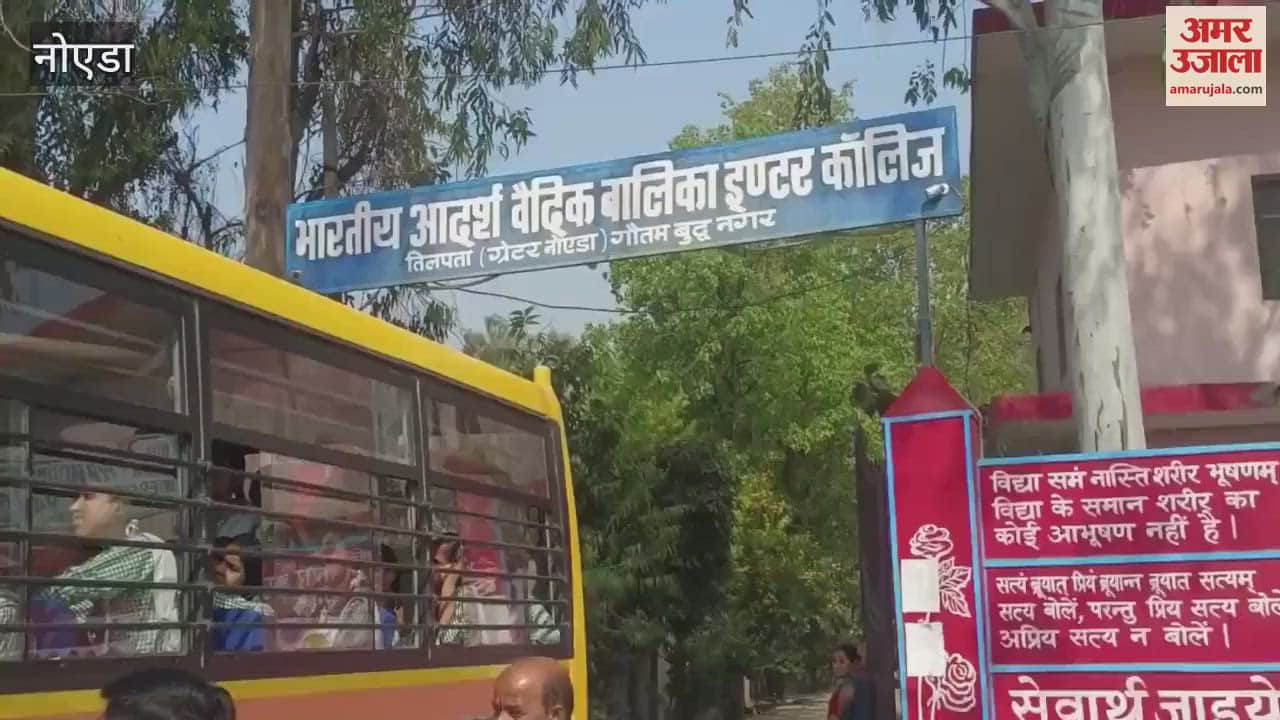 नोएडा
अमर
उजाला
amarujala.com
भारतीय आदर्श वैदिक बालिका इण्टर कॉलिज
तिलपता (ग्रेटर नोएडा) गौतम बुद्ध नगर
विद्या समं नास्ति शरीर भूषणम्
विद्या के समान शरीर का
कोई आभूषण नहीं है।
सत्यं ब्रूयात् प्रियं ब्रूयान्न ब्रूयात सत्यम्
सत्य बोलें, परन्तु प्रिय सत्य बोलें
अप्रिय सत्य न बोलें।
सेवार्थ जाइये